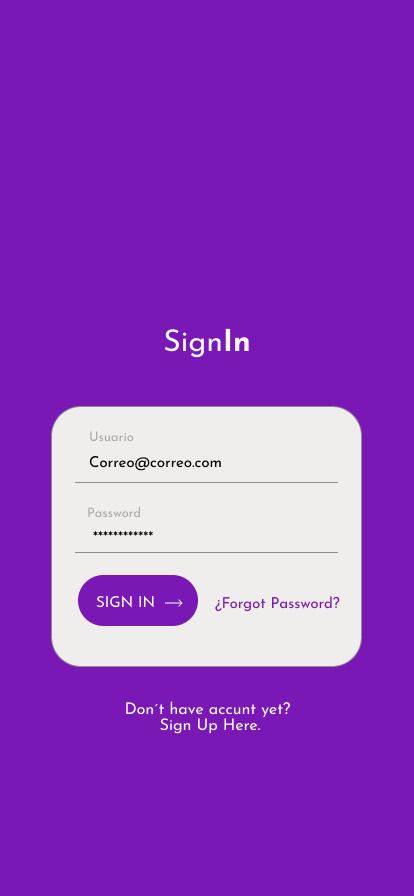 SignIn
Usuario
Correo@correo.com
Password
************
SIGN IN
¿Forgot Password?
Don´t have accunt yet?
Sign Up Here.